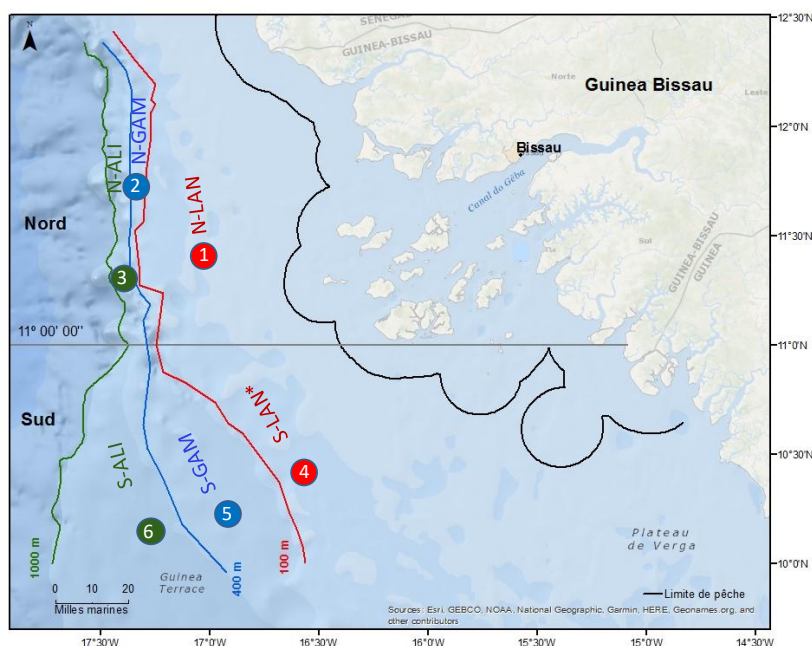 N
SENEGAL
GUINEA-BISSAU
Norte
Guinea Bissau
Leste
Bissau
Canal do Gêba
N-GAM
N-ALI
2
N-LAN
Nord
1
3
Sul
GUINEA-BISSAU
GUINEA
11° 00' 00''
S-LAN*
Sud
S-ALI
S-GAM
4
5
6
Plateau
de Verga
1000 m
400 m
100 m
Guinea
Terrace
0 10 20
Milles marines
Limite de pêche
Sources: Esri, GEBCO, NOAA, National Geographic, Garmin, HERE, Geonames.org, and
other contributors
12°30'N
12°0'N
11°30'N
11°0'N
10°30'N
10°0'N
17°30'W
17°0'W
16°30'W
16°0'W
15°30'W
15°0'W
14°30'W